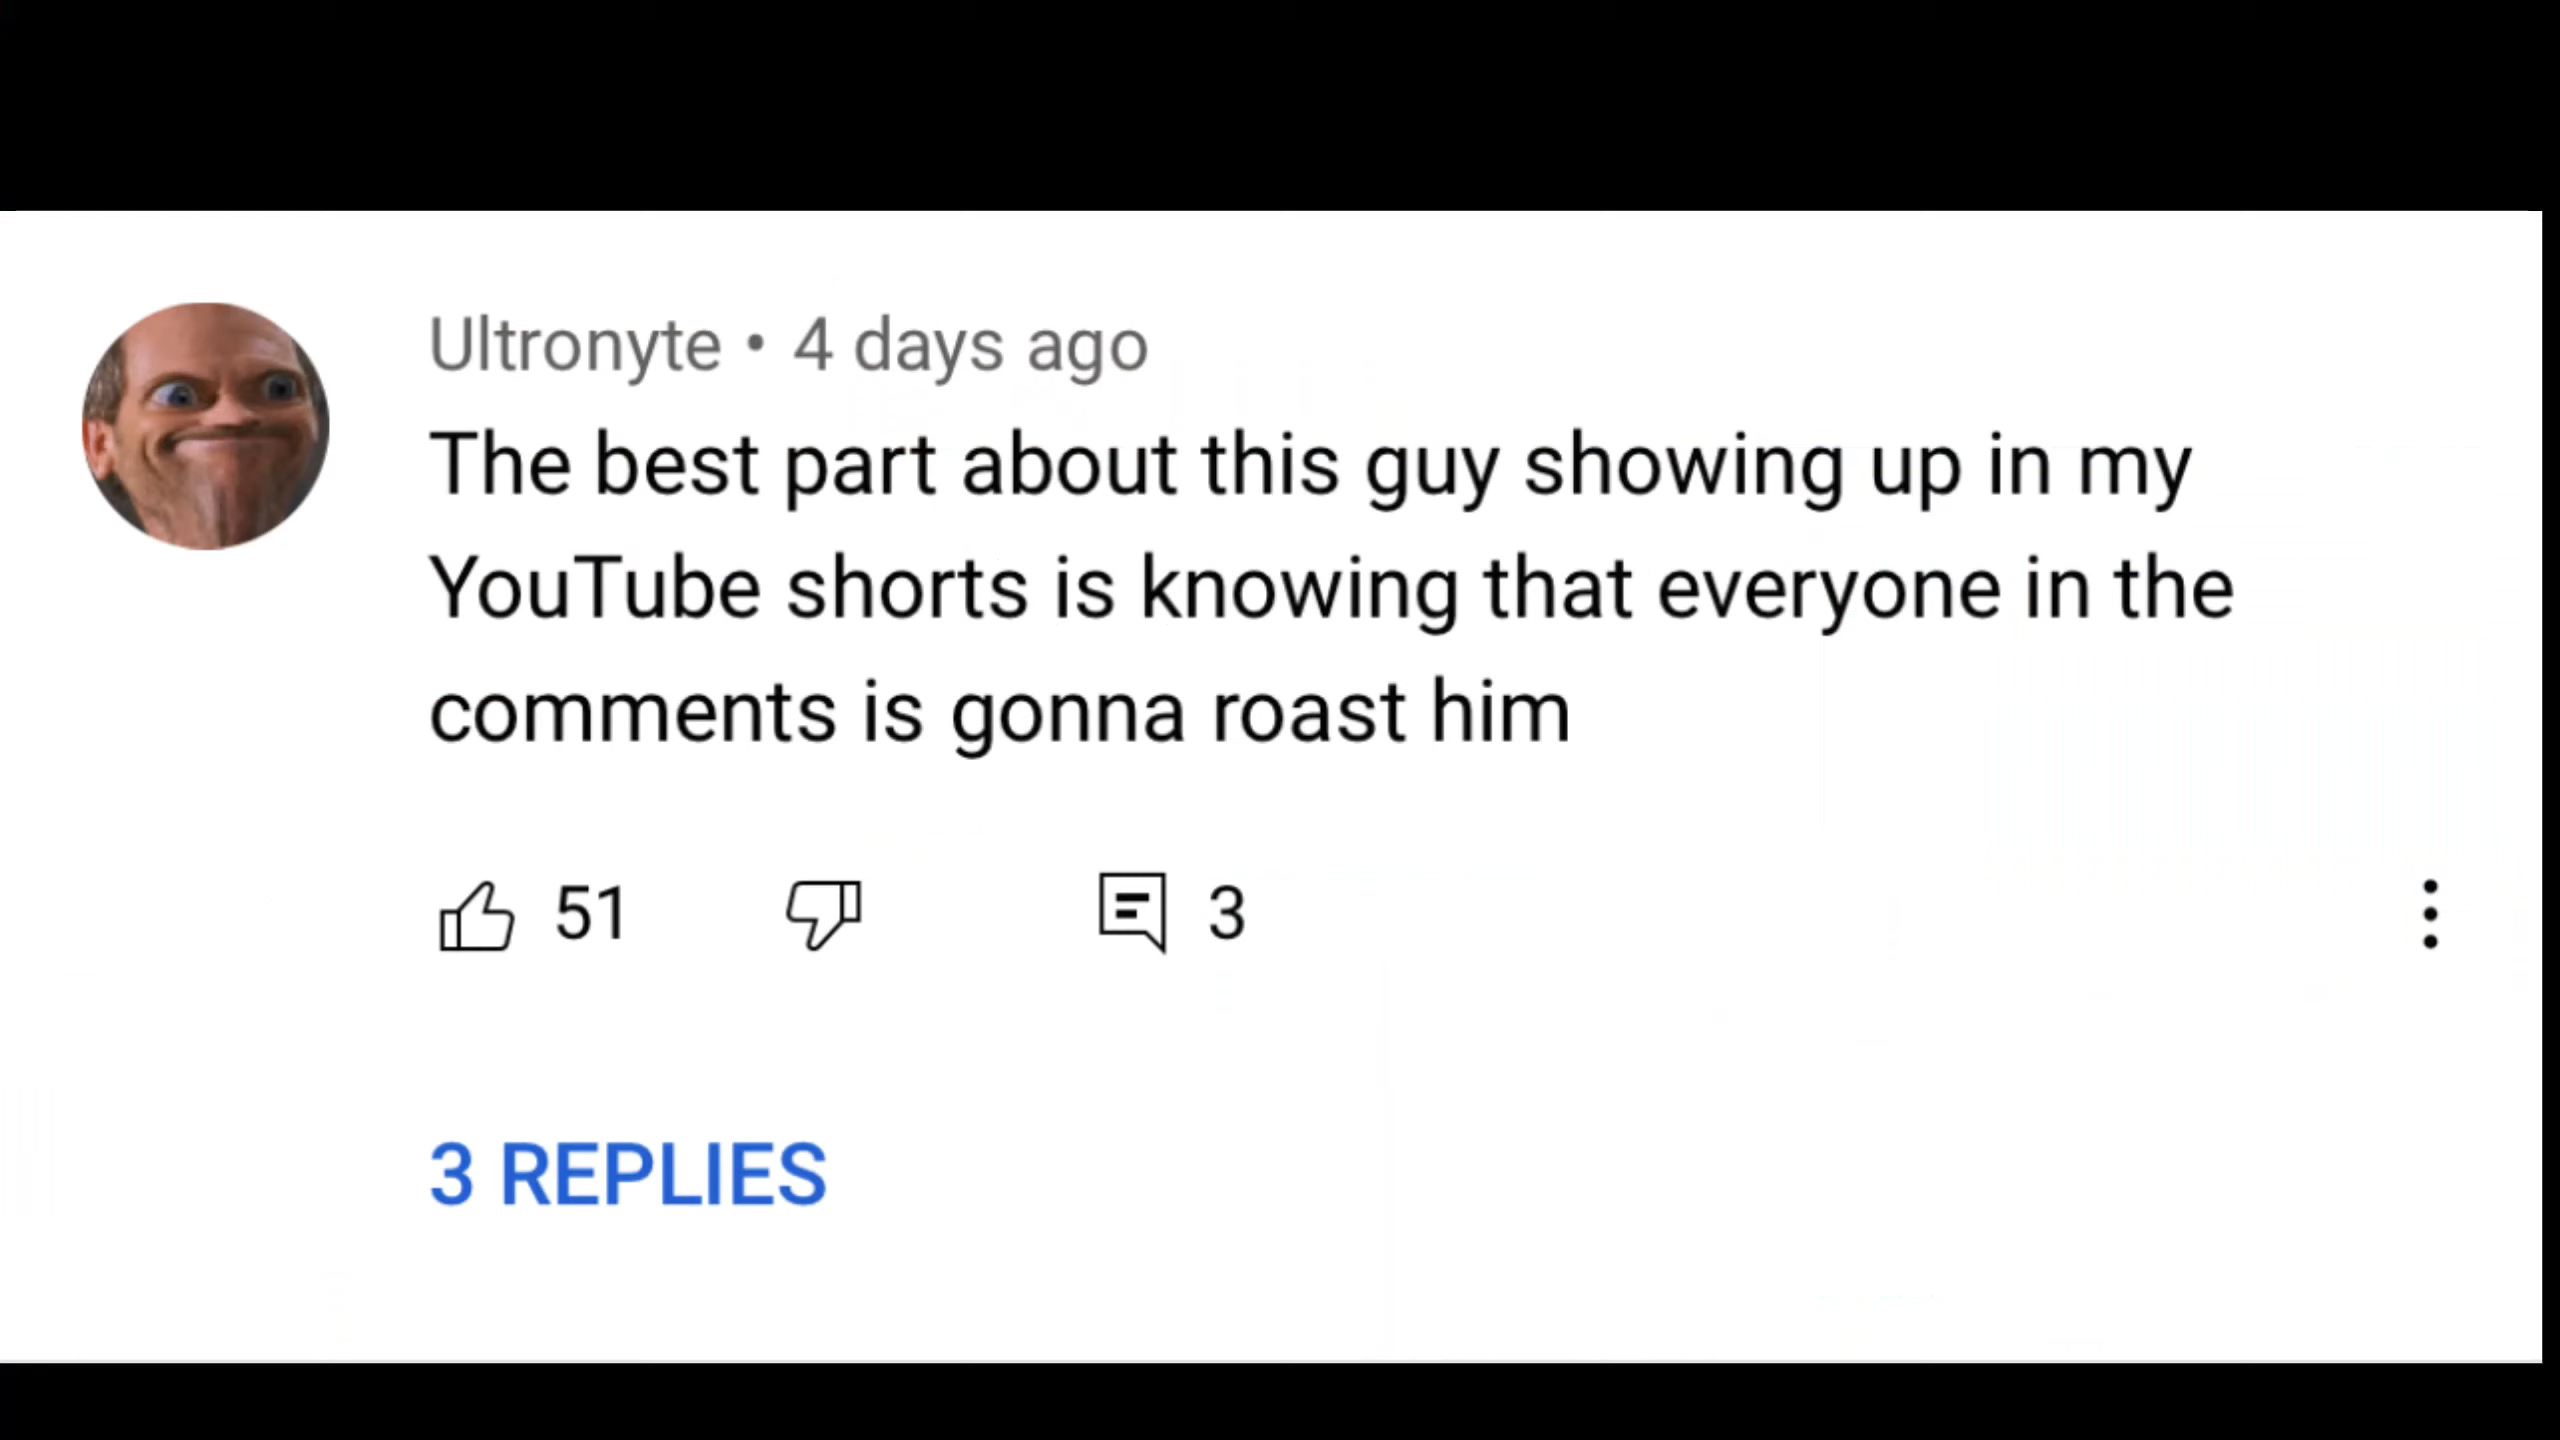 Ultronyte • 4 days ago
The best part about this guy showing up in my
YouTube shorts is knowing that everyone in the
comments is gonna roast him
51 3
3 REPLIES